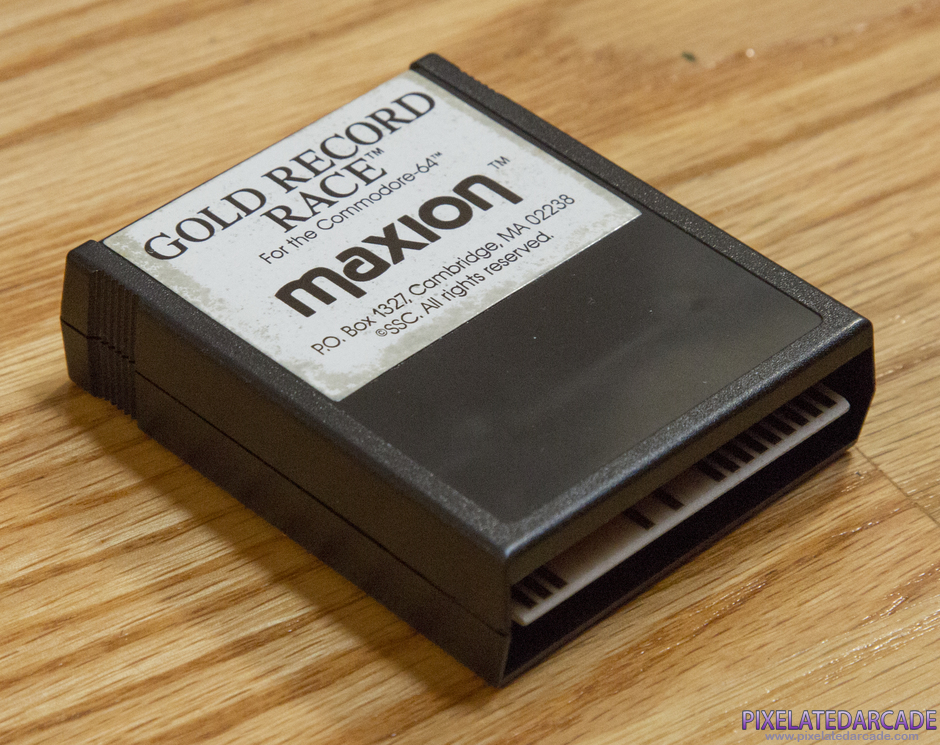 GOLD RECORD
RACE™
For the Commodore-64™
maxıon™
P.O. Box 1327, Cambridge, MA 02238
©SSC. All rights reserved.
PIXELATEDARCADE
www.pixelatedarcade.com